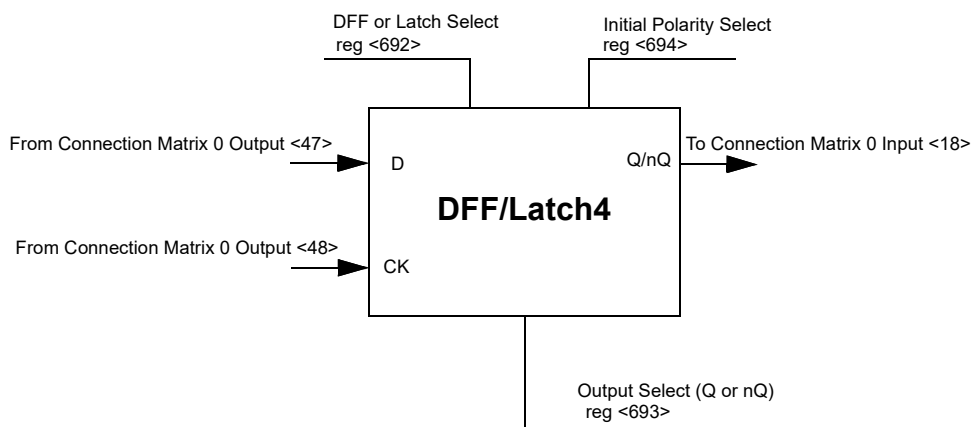 DFF or Latch Select
reg <692>
Initial Polarity Select
reg <694>
From Connection Matrix 0 Output <47>
To Connection Matrix 0 Input <18>
D
Q/nQ
DFF/Latch4
From Connection Matrix 0 Output <48>
CK
Output Select (Q or nQ)
reg <693>